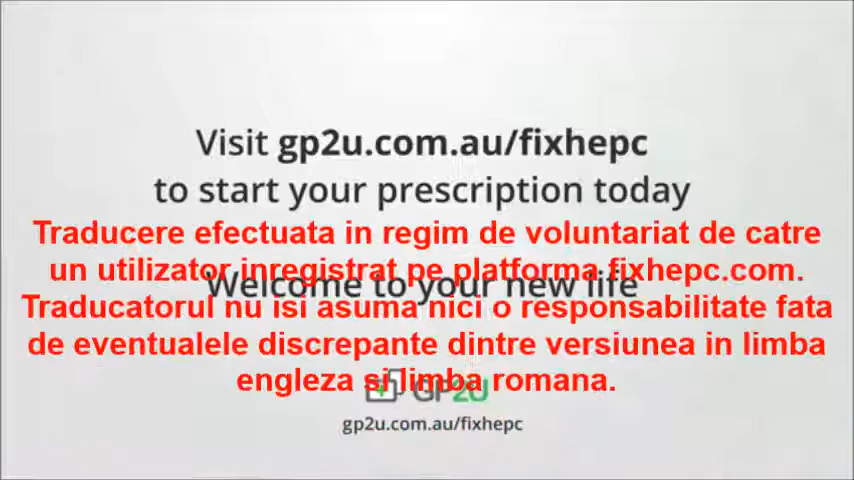 Visit gp2u.com.au/fixhepc
to start your prescription today
Traducere efectuata in regim de voluntariat de catre
un utilizator inregistrat pe platforma fixhepc.com.
Welcome to your new life
Traducatorul nu isi asuma nici o responsabilitate fata
de eventualele discrepante dintre versiunea in limba
engleza si limba romana.
GP2U
gp2u.com.au/fixhepc